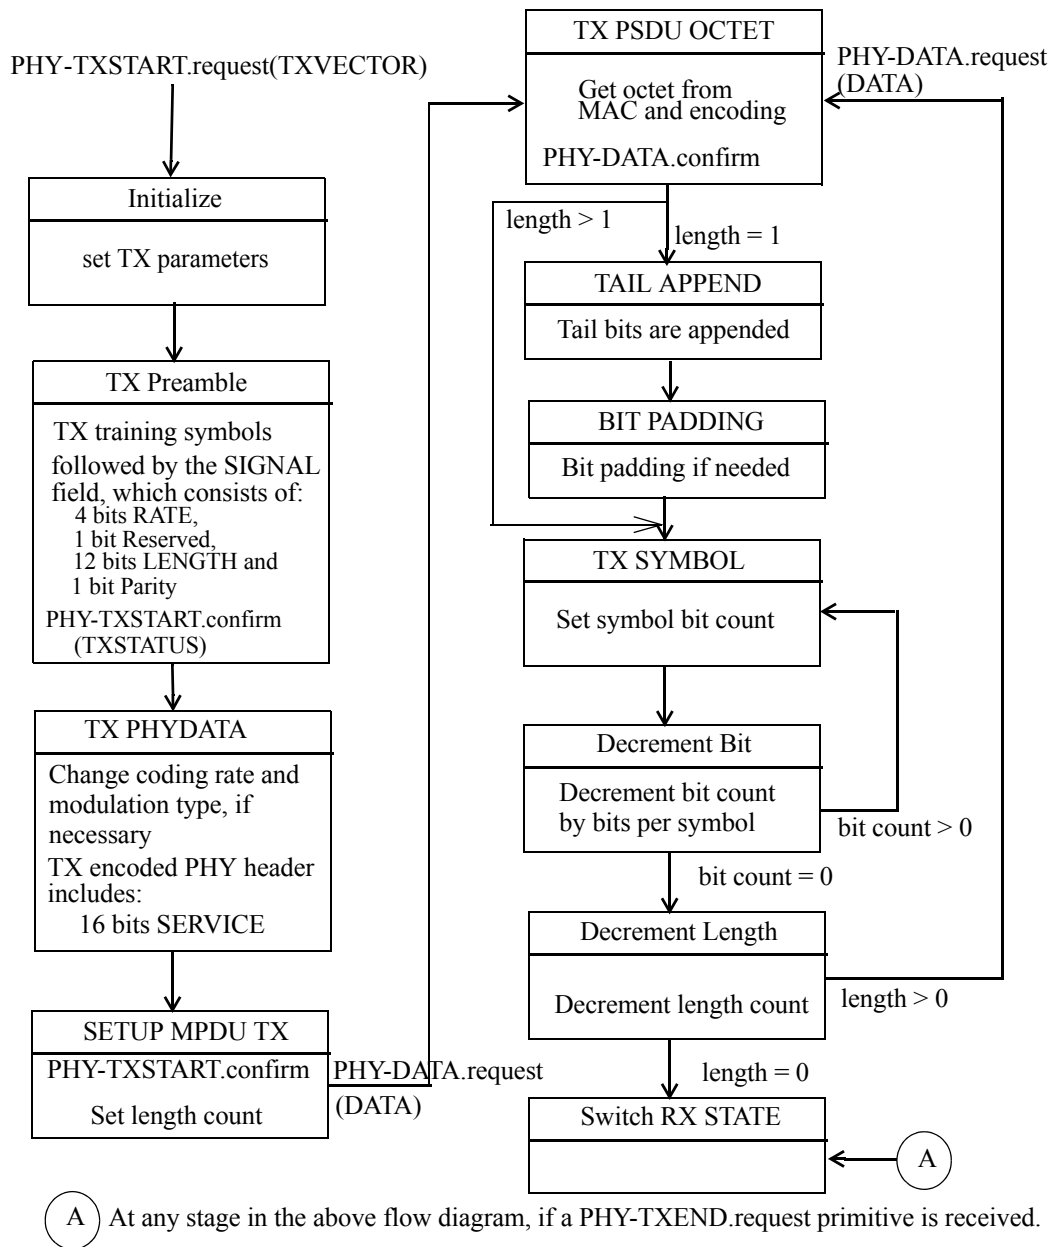 PHY-TXSTART.request(TXVECTOR)
Initialize
set TX parameters
TX Preamble
TX training symbols
followed by the SIGNAL
field, which consists of:
4 bits RATE,
1 bit Reserved,
12 bits LENGTH and
1 bit Parity
PHY-TXSTART.confirm
(TXSTATUS)
TX PHYDATA
Change coding rate and
modulation type, if
necessary
TX encoded PHY header
includes:
16 bits SERVICE
SETUP MPDU TX
PHY-TXSTART.confirm
Set length count
PHY-DATA.request
(DATA)
TX PSDU OCTET
Get octet from
MAC and encoding
PHY-DATA.confirm
PHY-DATA.request
(DATA)
length > 1
length = 1
TAIL APPEND
Tail bits are appended
BIT PADDING
Bit padding if needed
TX SYMBOL
Set symbol bit count
Decrement Bit
Decrement bit count
by bits per symbol
bit count > 0
bit count = 0
Decrement Length
Decrement length count
length > 0
length = 0
Switch RX STATE
A
A At any stage in the above flow diagram, if a PHY-TXEND.request primitive is received.